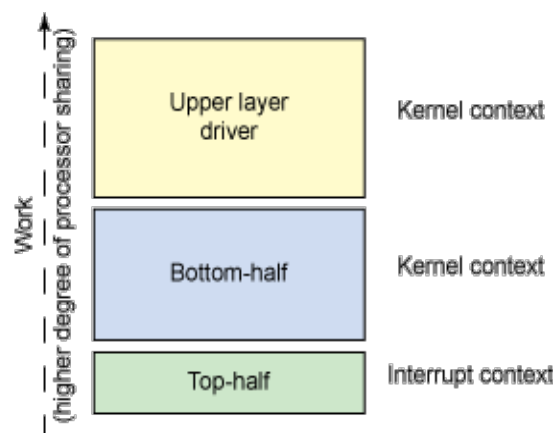 Work
(higher degree of processor sharing)
Upper layer
driver
Kernel context
Bottom-half
Kernel context
Top-half
Interrupt context